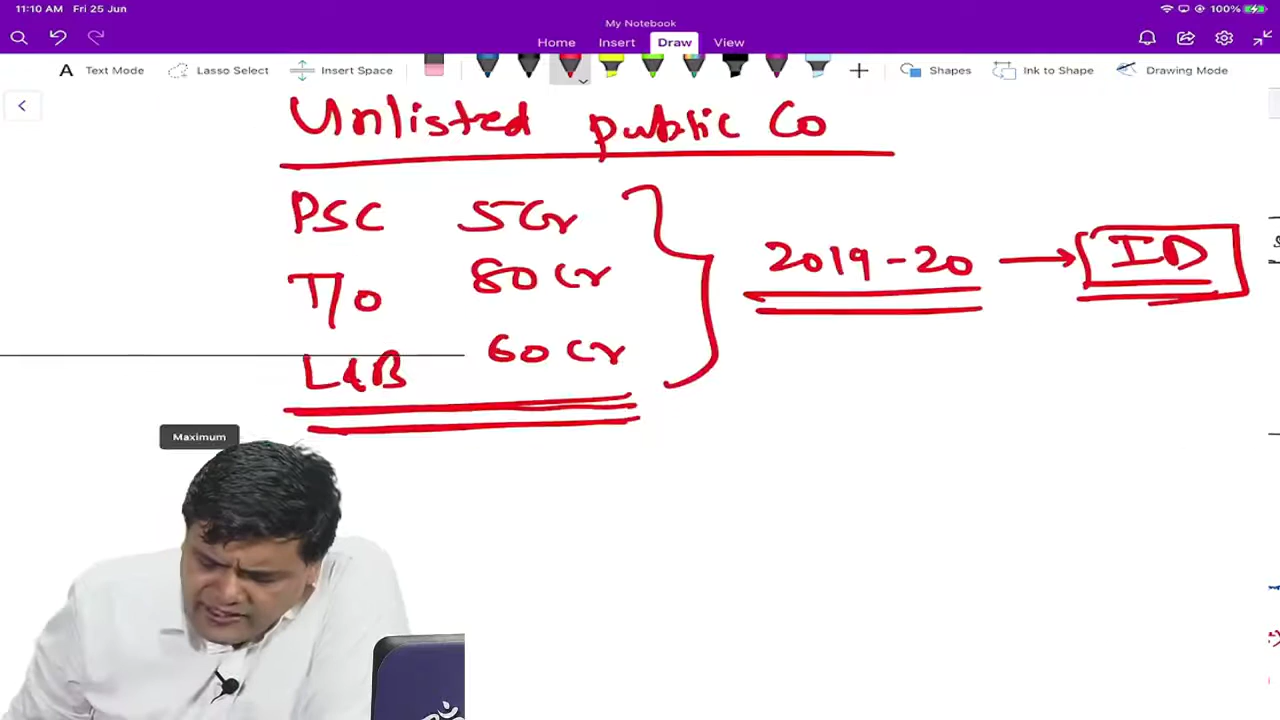 11:10 AM Fri 25 Jun 100%
My Notebook
Home Insert Draw View
Text Mode Lasso Select Insert Space Shapes Ink to Shape Drawing Mode
Unlisted public Co
PSC 5Cr
T/O 80 Cr
L&B 60 Cr
2019-20 → ID
Maximum